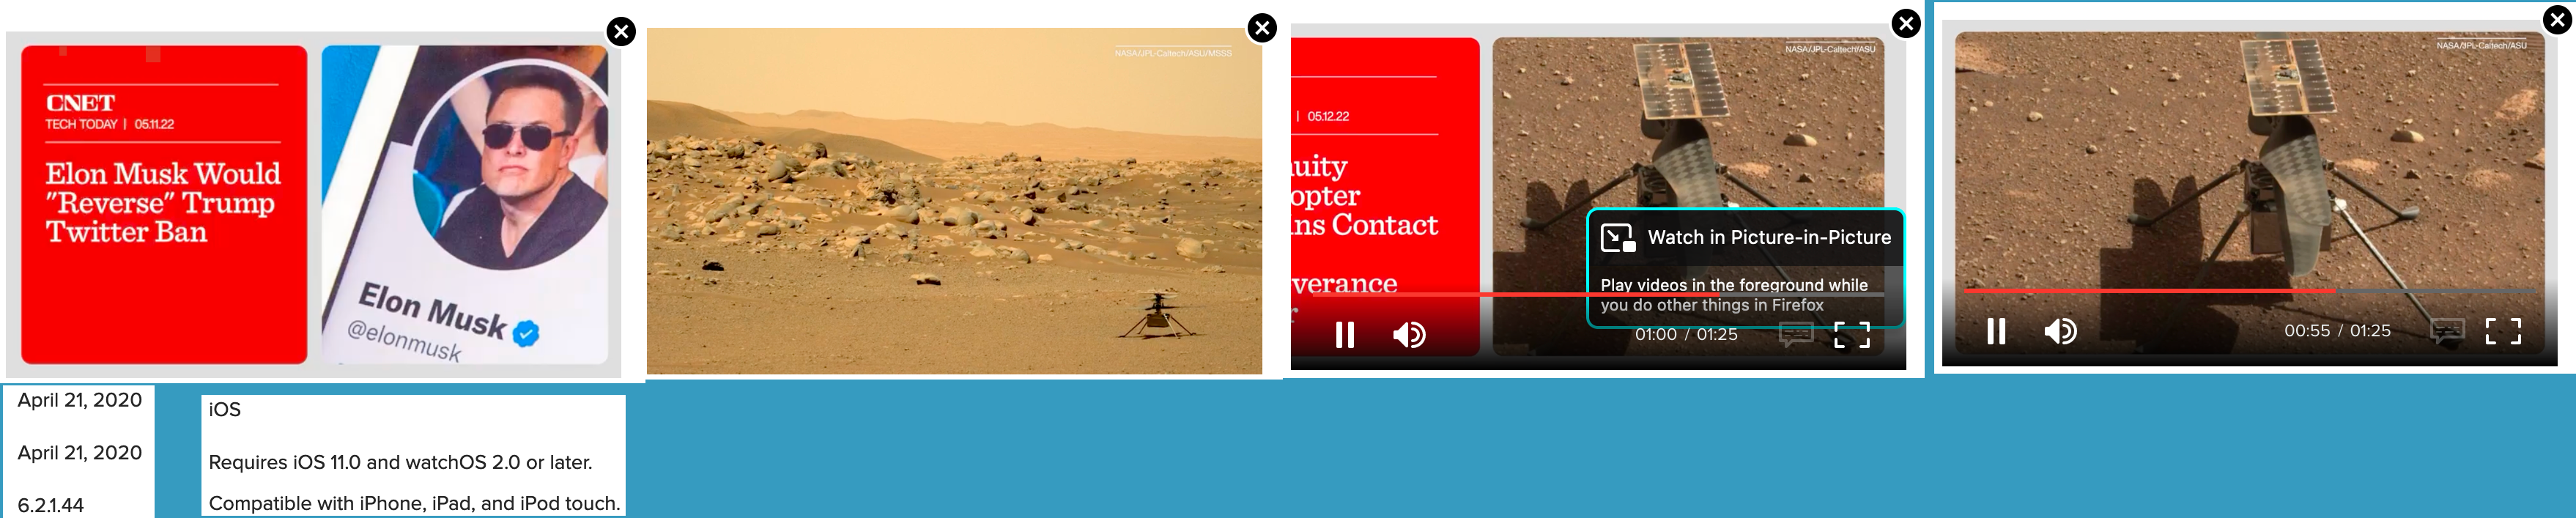 CNET
TECH TODAY | 05.11.22
Elon Musk Would
"Reverse" Trump
Twitter Ban
Elon Musk
@elonmusk
NASA/JPL-Caltech/ASU/MSSS
| 05.12.22
uity
opter
ns Contact
verance
r
NASA/JPL-Caltech/ASU
Watch in Picture-in-Picture
Play videos in the foreground while
you do other things in Firefox
01:00 / 01:25
NASA/JPL-Caltech/ASU
00:55 / 01:25
April 21, 2020
April 21, 2020
6.2.1.44
iOS
Requires iOS 11.0 and watchOS 2.0 or later.
Compatible with iPhone, iPad, and iPod touch.